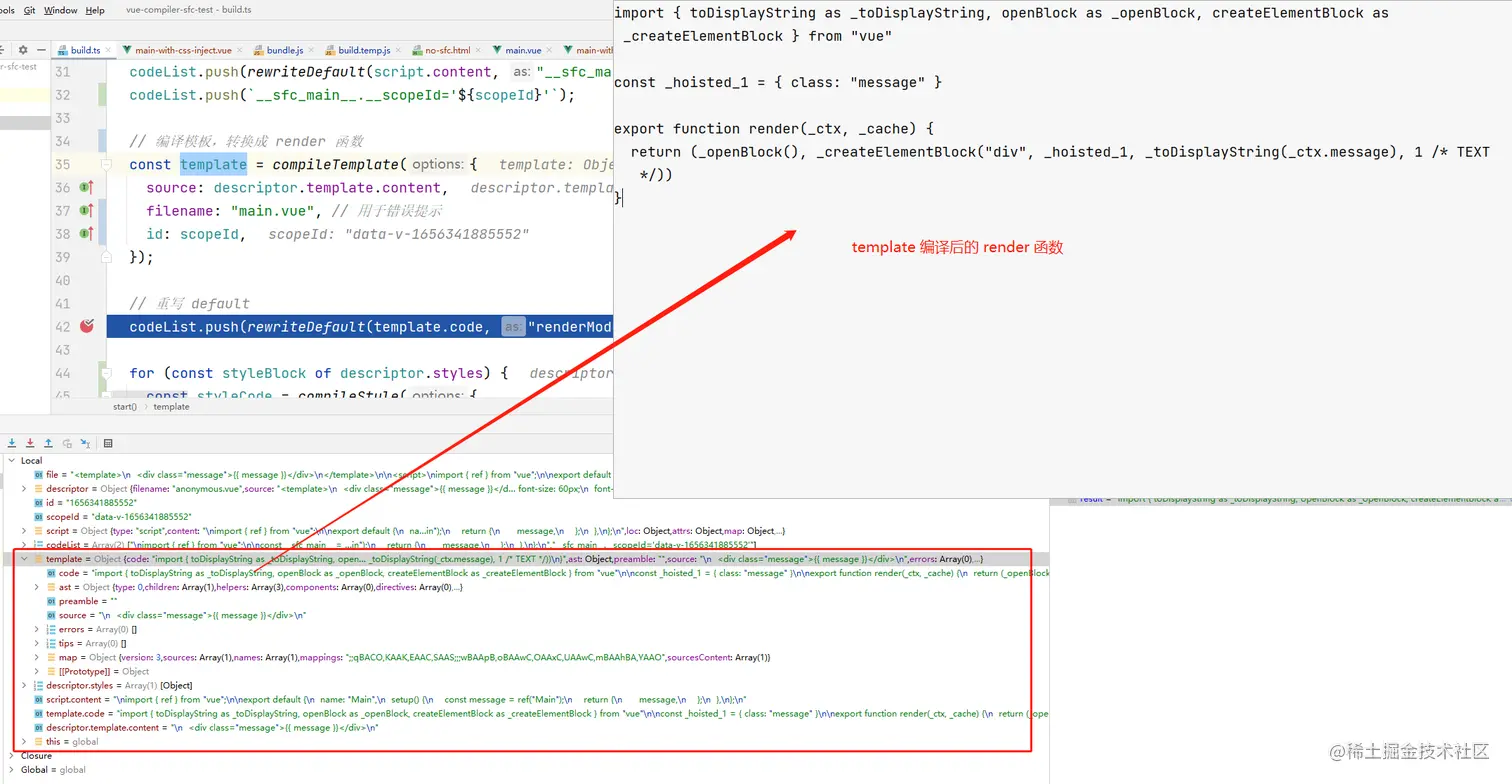 ools Git Window Help vue-compiler-sfc-test - build.ts
build.ts main-with-css-inject.vue bundle.js build.temp.js no-sfc.html main.vue main-with
r-sfc-test
31 codeList.push(rewriteDefault(script.content, as: "__sfc_ma
32 codeList.push(`__sfc_main__.__scopeId='${scopeId}'`);
33
34 // 编译模板，转换成 render 函数
35 const template = compileTemplate( options: { template: Obje
36 source: descriptor.template.content, descriptor.templa
37 filename: "main.vue", // 用于错误提示
38 id: scopeId, scopeId: "data-v-1656341885552"
39 });
40
41 // 重写 default
42 codeList.push(rewriteDefault(template.code, as: "renderMod
43
44 for (const styleBlock of descriptor.styles) { descriptor
45 const styleCode = compileStyle( options: {
start() › template
import { toDisplayString as _toDisplayString, openBlock as _openBlock, createElementBlock as
_createElementBlock } from "vue"
const _hoisted_1 = { class: "message" }
export function render(_ctx, _cache) {
return (_openBlock(), _createElementBlock("div", _hoisted_1, _toDisplayString(_ctx.message), 1 /* TEXT
*/))
}
template 编译后的 render 函数
Local
file = "<template>\n <div class="message">{{ message }}</div>\n</template>\n\n<script>\nimport { ref } from "vue";\n\nexport default
descriptor = Object {filename: "anonymous.vue",source: "<template>\n <div class="message">{{ message }}</d... font-size: 60px;\n font-
id = "1656341885552"
scopeId = "data-v-1656341885552"
script = Object {type: "script",content: "\nimport { ref } from "vue";\n\nexport default {\n na...in");\n return {\n message,\n };\n },\n};\n",loc: Object,attrs: Object,map: Object...}
codeList = Array(2) ["\nimport { ref } from "vue";\n\nconst __sfc_main__ = ...in");\n return {\n message,\n };\n },\n};\n","__sfc_main__.__scopeId='data-v-1656341885552'"]
template = Object {code: "import { toDisplayString as _toDisplayString, open... _toDisplayString(_ctx.message), 1 /* TEXT */))\n}",ast: Object,preamble: "",source: "\n <div class="message">{{ message }}</div>\n",errors: Array(0),...}
code = "import { toDisplayString as _toDisplayString, openBlock as _openBlock, createElementBlock as _createElementBlock } from "vue"\n\nconst _hoisted_1 = { class: "message" }\n\nexport function render(_ctx, _cache) {\n return (_openBlock
ast = Object {type: 0,children: Array(1),helpers: Array(3),components: Array(0),directives: Array(0),...}
preamble = ""
source = "\n <div class="message">{{ message }}</div>\n"
errors = Array(0) []
tips = Array(0) []
map = Object {version: 3,sources: Array(1),names: Array(1),mappings: ";;qBACO,KAAK,EAAC,SAAS;;;wBAApB,oBAAwC,OAAxC,UAAwC,mBAAhBA,YAAO",sourcesContent: Array(1)}
[[Prototype]] = Object
descriptor.styles = Array(1) [Object]
script.content = "\nimport { ref } from "vue";\n\nexport default {\n name: "Main",\n setup() {\n const message = ref("Main");\n return {\n message,\n };\n },\n};\n"
template.code = "import { toDisplayString as _toDisplayString, openBlock as _openBlock, createElementBlock as _createElementBlock } from "vue"\n\nconst _hoisted_1 = { class: "message" }\n\nexport function render(_ctx, _cache) {\n return (_ope
descriptor.template.content = "\n <div class="message">{{ message }}</div>\n"
this = global
Closure
Global = global
result = "import { toDisplayString as _toDisplayString, openBlock as _openBlock, createElementBlock as
@稀土掘金技术社区